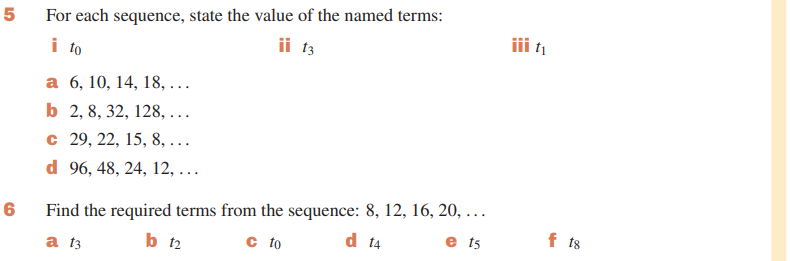 5 For each sequence, state the value of the named terms:
i t₀ ii t₃ iii t₁
a 6, 10, 14, 18, ...
b 2, 8, 32, 128, ...
c 29, 22, 15, 8, ...
d 96, 48, 24, 12, ...
6 Find the required terms from the sequence: 8, 12, 16, 20, ...
a t₃ b t₂ c t₀ d t₄ e t₅ f t₈